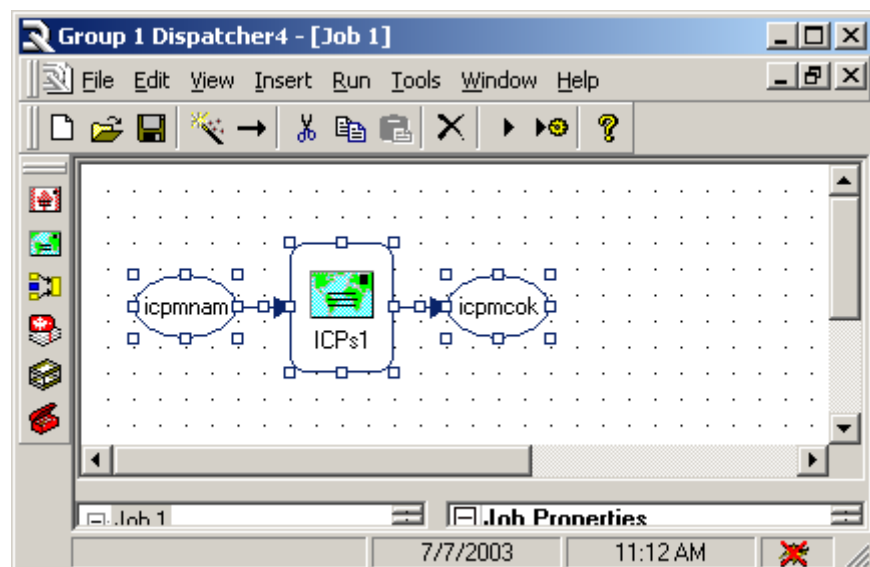 Group 1 Dispatcher4 - [Job 1]
File Edit View Insert Run Tools Window Help
icpmnam
ICPs1
icpmcok
Job 1
Job Properties
7/7/2003
11:12 AM